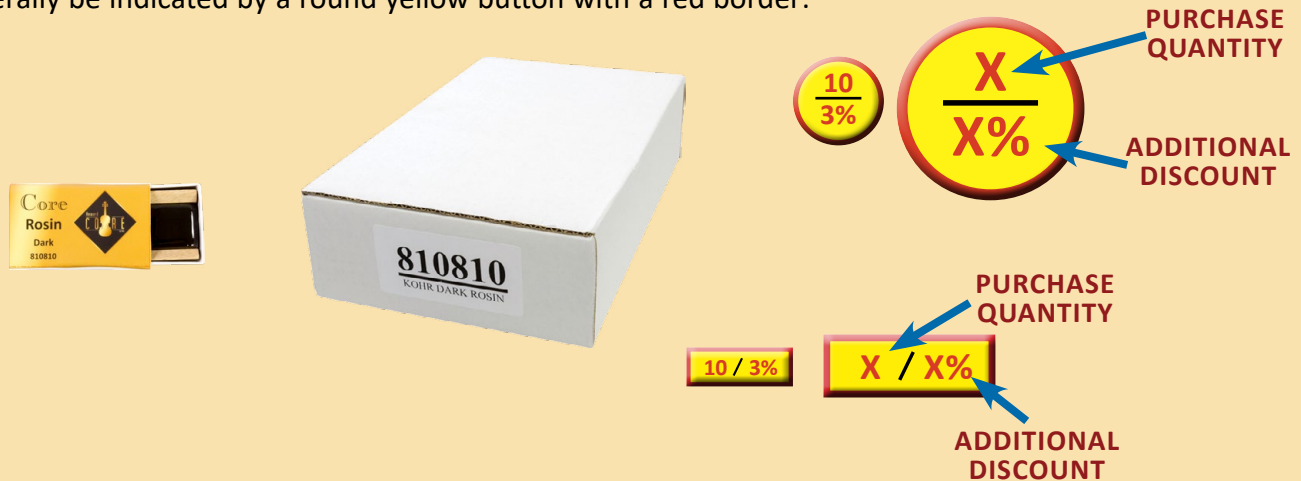 erally be indicated by a round yellow button with a red border.
PURCHASE
QUANTITY
10
3%
X
X%
ADDITIONAL
DISCOUNT
Core
Rosin
Dark
810810
CORE
810810
KOHR DARK ROSIN
PURCHASE
QUANTITY
10 / 3%
X / X%
ADDITIONAL
DISCOUNT